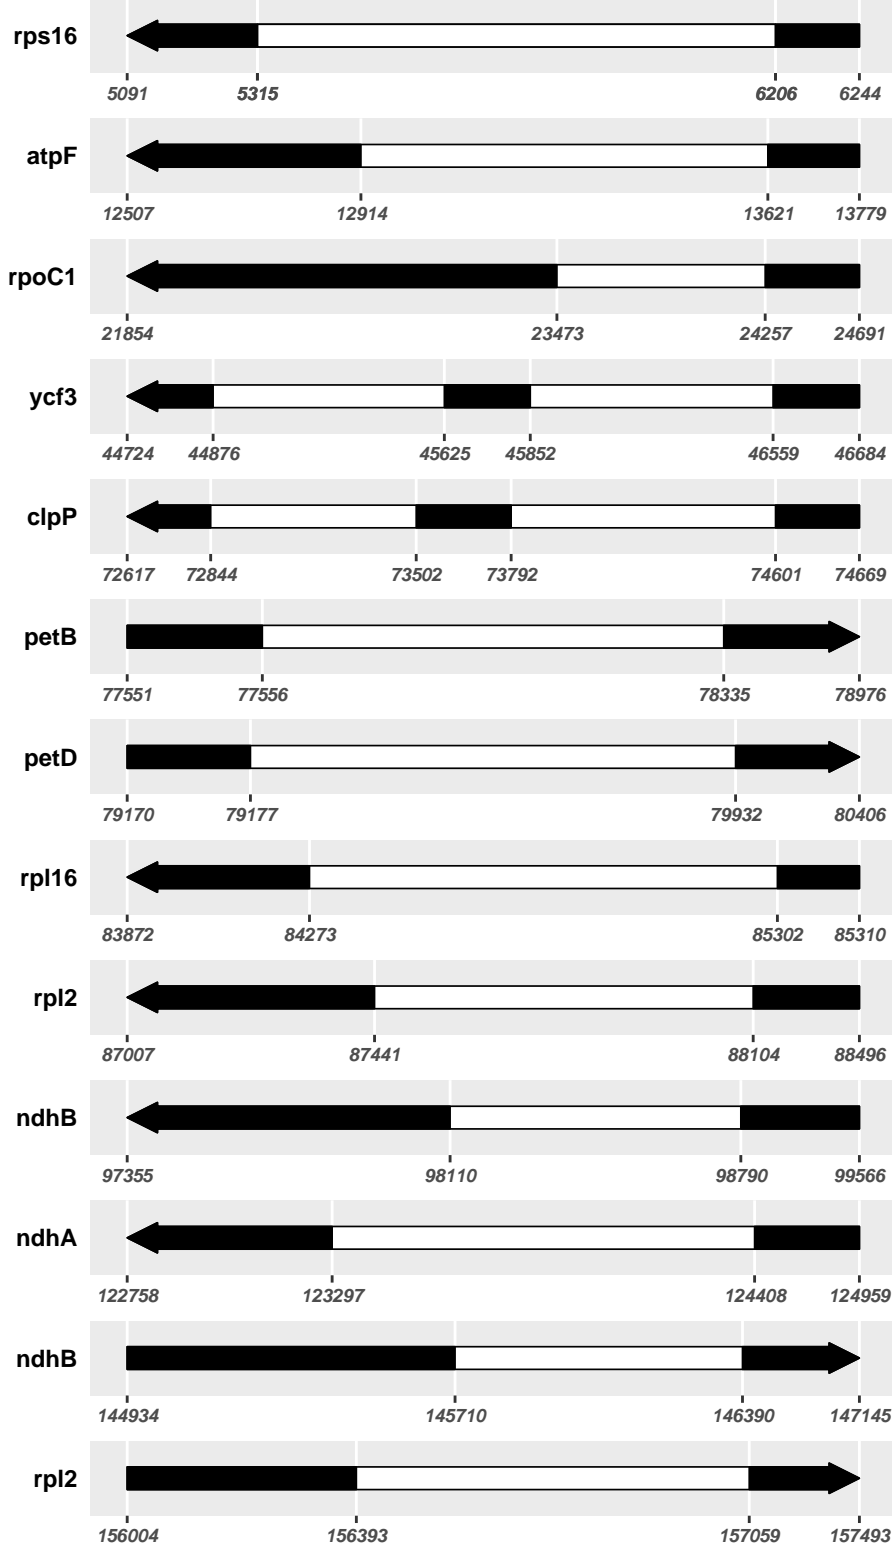 rps16
5091 5315 6206 6244
atpF
12507 12914 13621 13779
rpoC1
21854 23473 24257 24691
ycf3
44724 44876 45625 45852 46559 46684
clpP
72617 72844 73502 73792 74601 74669
petB
77551 77556 78335 78976
petD
79170 79177 79932 80406
rpl16
83872 84273 85302 85310
rpl2
87007 87441 88104 88496
ndhB
97355 98110 98790 99566
ndhA
122758 123297 124408 124959
ndhB
144934 145710 146390 147145
rpl2
156004 156393 157059 157493